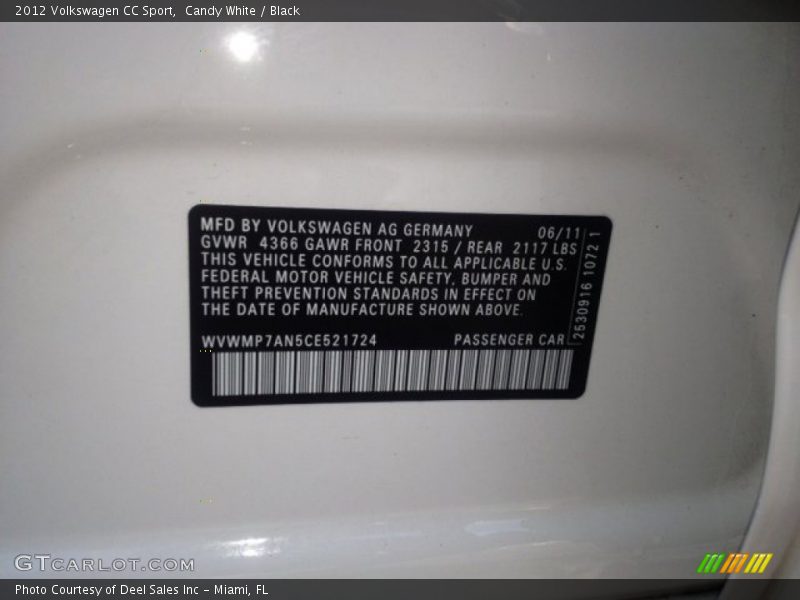 2012 Volkswagen CC Sport,  Candy White / Black
MFD BY VOLKSWAGEN AG GERMANY 06/11
GVWR 4366 GAWR FRONT 2315 / REAR 2117 LBS
THIS VEHICLE CONFORMS TO ALL APPLICABLE U.S.
FEDERAL MOTOR VEHICLE SAFETY, BUMPER AND
THEFT PREVENTION STANDARDS IN EFFECT ON
THE DATE OF MANUFACTURE SHOWN ABOVE.
WVWMP7AN5CE521724 PASSENGER CAR
2530916 1072 1
GTCARLOT.COM
Photo Courtesy of Deel Sales Inc – Miami, FL